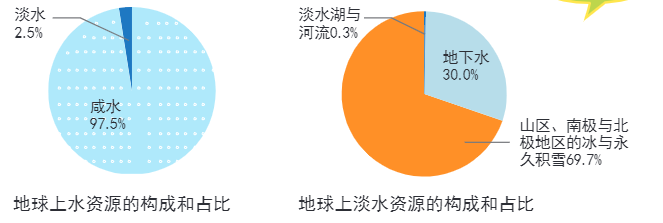 淡水
2.5%
咸水
97.5%
地球上水资源的构成和占比
淡水湖与
河流0.3%
地下水
30.0%
山区、南极与北
极地区的冰与永
久积雪69.7%
地球上淡水资源的构成和占比